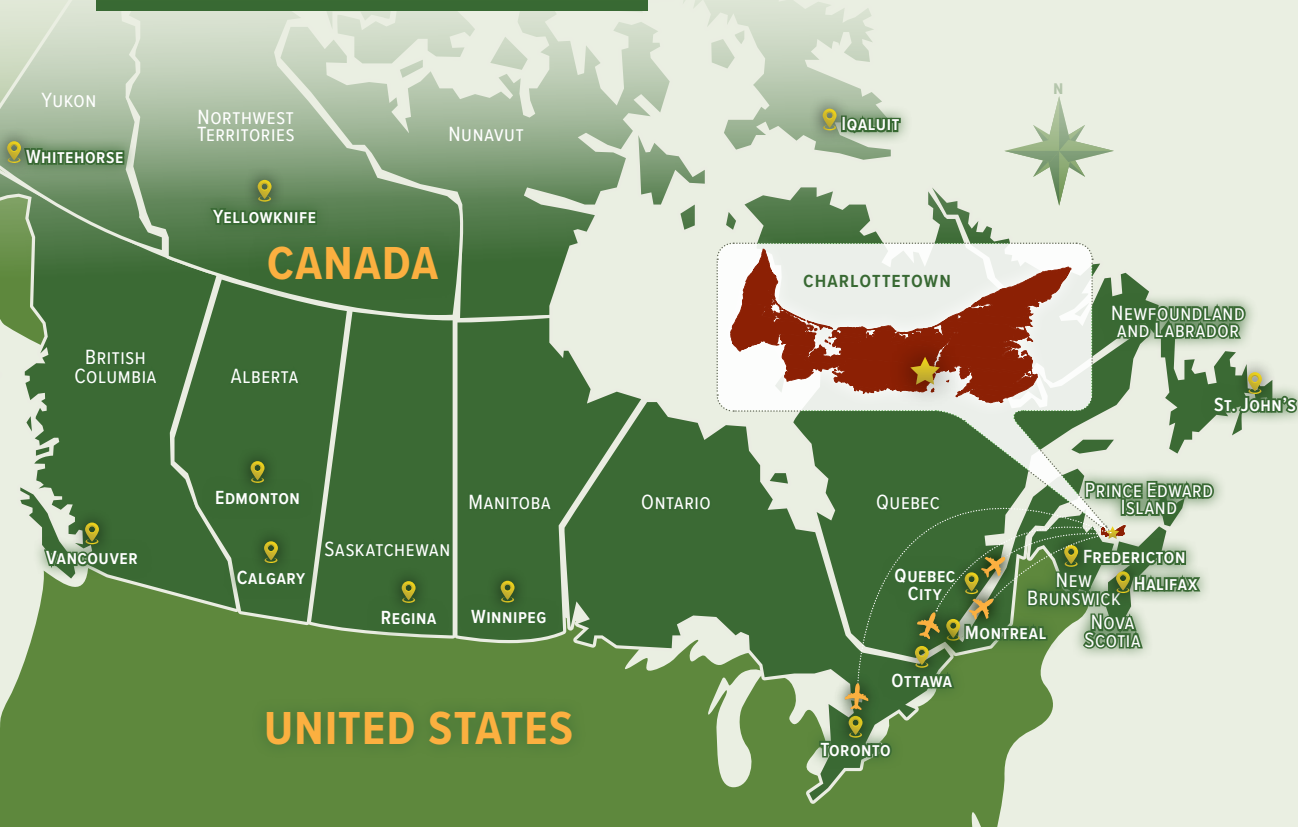 N
Yukon
Northwest
Territories
Nunavut
Iqaluit
Whitehorse
Yellowknife
CANADA
CHARLOTTETOWN
Newfoundland
and Labrador
British
Columbia
Alberta
St. John's
Edmonton
Manitoba
Ontario
Quebec
Prince Edward
Island
Vancouver
Calgary
Saskatchewan
Regina
Winnipeg
Quebec
City
Fredericton
New
Brunswick
Halifax
Nova
Scotia
Montreal
Ottawa
UNITED STATES
Toronto